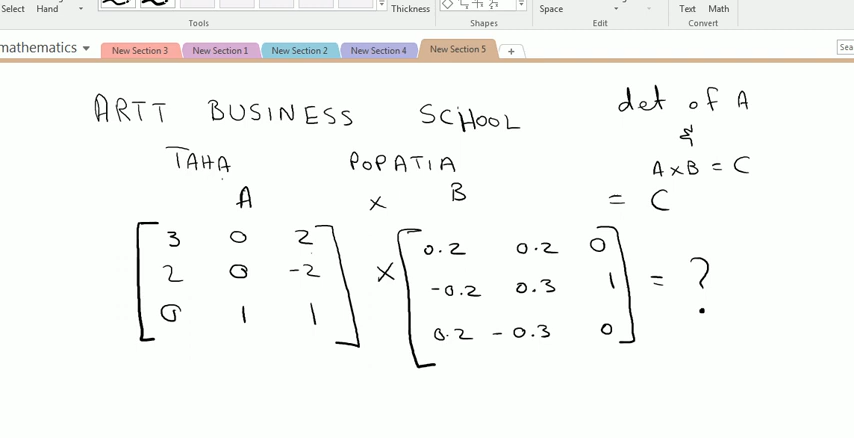 Select Hand Thickness Space Text Math
Tools Shapes Edit Convert
mathematics New Section 3 New Section 1 New Section 2 New Section 4 New Section 5 + Sea
ARTT BUSINESS SCHOOL det of A
&
TAHA POPATIA A×B = C
A × B = C
3 0 2 0.2 0.2 0
2 0 -2 × -0.2 0.3 1 = ?
0 1 1 0.2 -0.3 0